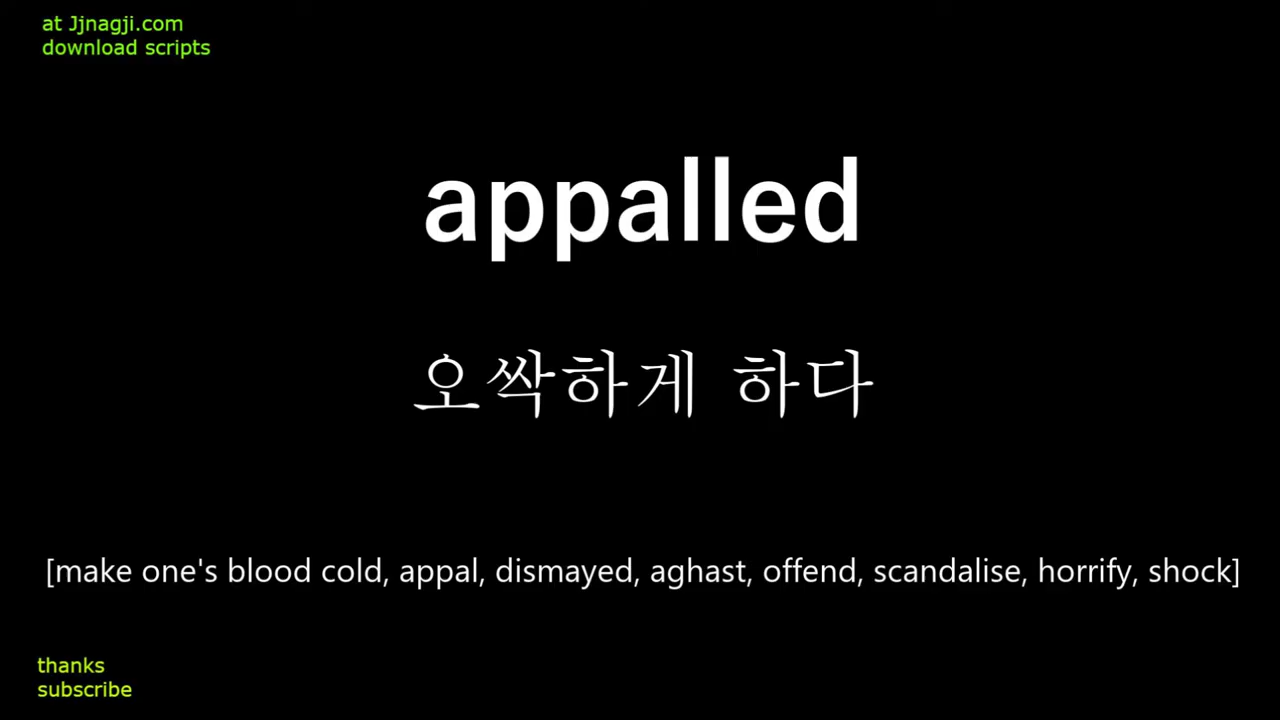 at Jjnagji.com
download scripts
appalled
오싹하게 하다
[make one's blood cold, appal, dismayed, aghast, offend, scandalise, horrify, shock]
thanks
subscribe